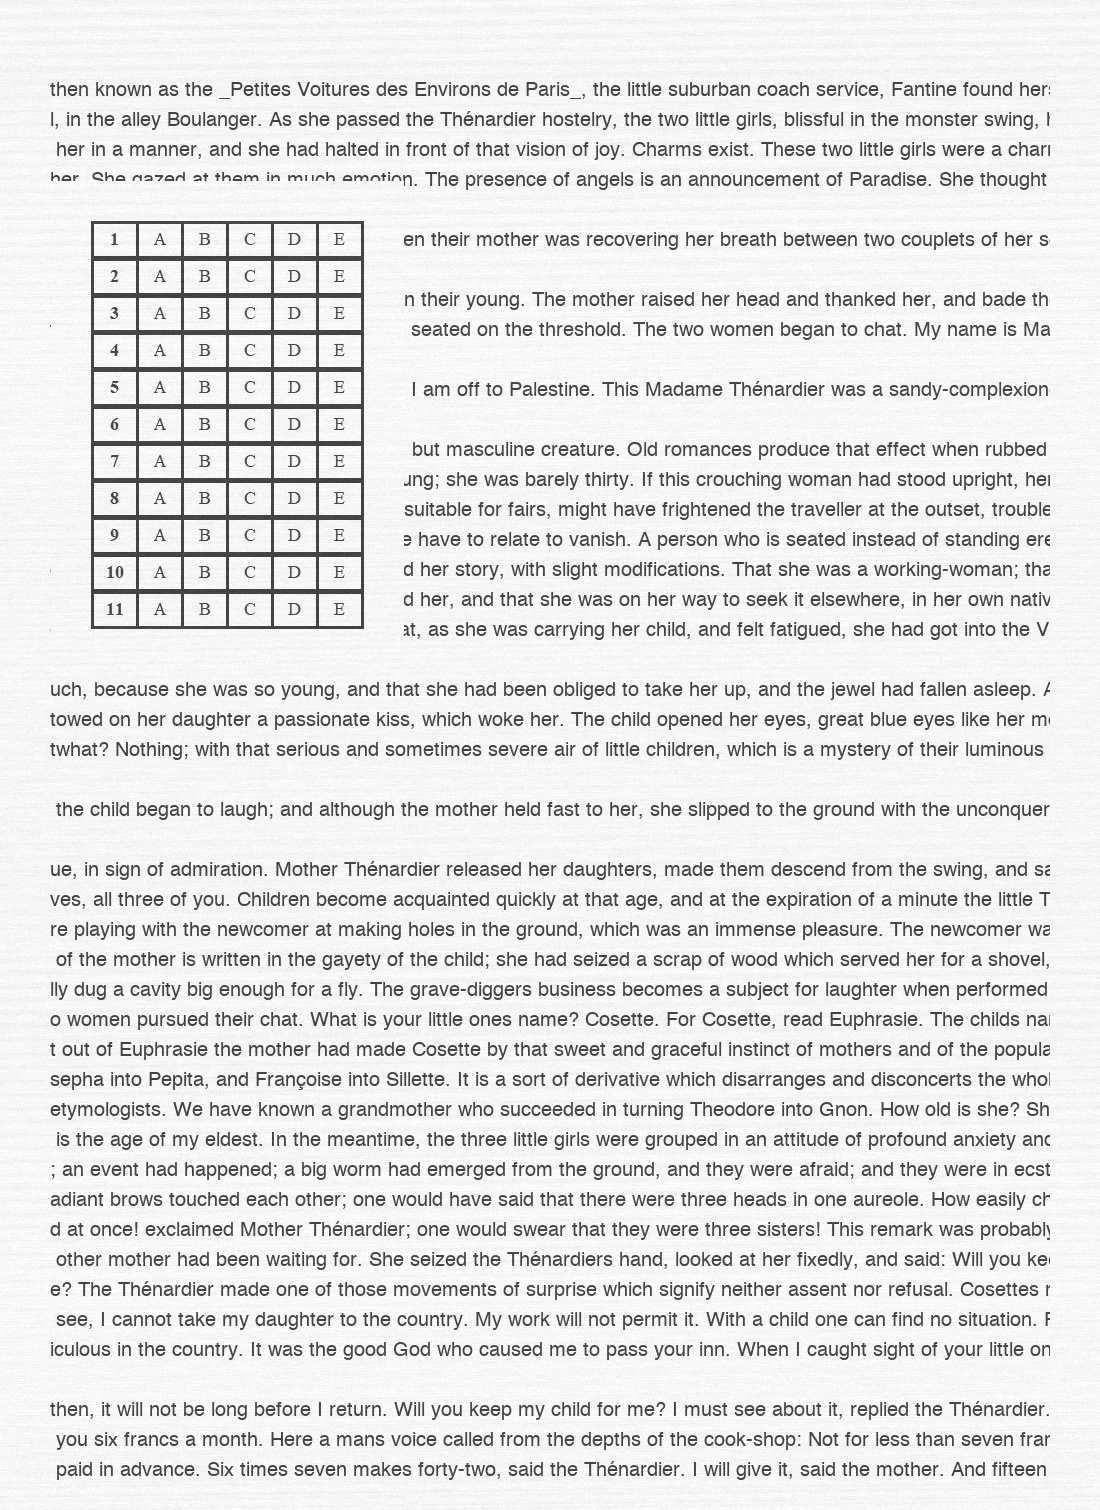 then known as the _Petites Voitures des Environs de Paris_, the little suburban coach service, Fantine found
l, in the alley Boulanger. As she passed the Thénardier hostelry, the two little girls, blissful in the monster swing,
her in a manner, and she had halted in front of that vision of joy. Charms exist. These two little girls were a
her. She gazed at them in much emotion. The presence of angels is an announcement of Paradise. She thought
1 A B C D E
2 A B C D E
3 A B C D E
4 A B C D E
5 A B C D E
6 A B C D E
7 A B C D E
8 A B C D E
9 A B C D E
10 A B C D E
11 A B C D E
en their mother was recovering her breath between two couplets of her
n their young. The mother raised her head and thanked her, and bade th
seated on the threshold. The two women began to chat. My name is Ma
I am off to Palestine. This Madame Thénardier was a sandy-complexion
but masculine creature. Old romances produce that effect when rubbed
ung; she was barely thirty. If this crouching woman had stood upright, her
suitable for fairs, might have frightened the traveller at the outset, trouble
e have to relate to vanish. A person who is seated instead of standing ere
d her story, with slight modifications. That she was a working-woman; tha
d her, and that she was on her way to seek it elsewhere, in her own nativ
at, as she was carrying her child, and felt fatigued, she had got into the V
uch, because she was so young, and that she had been obliged to take her up, and the jewel had fallen asleep. A
towed on her daughter a passionate kiss, which woke her. The child opened her eyes, great blue eyes like her
twhat? Nothing; with that serious and sometimes severe air of little children, which is a mystery of their luminous
the child began to laugh; and although the mother held fast to her, she slipped to the ground with the unconquer
ue, in sign of admiration. Mother Thénardier released her daughters, made them descend from the swing, and sa
ves, all three of you. Children become acquainted quickly at that age, and at the expiration of a minute the little T
re playing with the newcomer at making holes in the ground, which was an immense pleasure. The newcomer wa
of the mother is written in the gayety of the child; she had seized a scrap of wood which served her for a shovel,
lly dug a cavity big enough for a fly. The grave-diggers business becomes a subject for laughter when performed
o women pursued their chat. What is your little ones name? Cosette. For Cosette, read Euphrasie. The childs
t out of Euphrasie the mother had made Cosette by that sweet and graceful instinct of mothers and of the popula
sepha into Pepita, and Françoise into Sillette. It is a sort of derivative which disarranges and disconcerts the
etymologists. We have known a grandmother who succeeded in turning Theodore into Gnon. How old is she? Sh
is the age of my eldest. In the meantime, the three little girls were grouped in an attitude of profound anxiety and
; an event had happened; a big worm had emerged from the ground, and they were afraid; and they were in ecst
adiant brows touched each other; one would have said that there were three heads in one aureole. How easily ch
d at once! exclaimed Mother Thénardier; one would swear that they were three sisters! This remark was probably
other mother had been waiting for. She seized the Thénardiers hand, looked at her fixedly, and said: Will you
e? The Thénardier made one of those movements of surprise which signify neither assent nor refusal. Cosettes
see, I cannot take my daughter to the country. My work will not permit it. With a child one can find no situation.
iculous in the country. It was the good God who caused me to pass your inn. When I caught sight of your little on
then, it will not be long before I return. Will you keep my child for me? I must see about it, replied the Thénardier.
you six francs a month. Here a mans voice called from the depths of the cook-shop: Not for less than seven
paid in advance. Six times seven makes forty-two, said the Thénardier. I will give it, said the mother. And fifteen